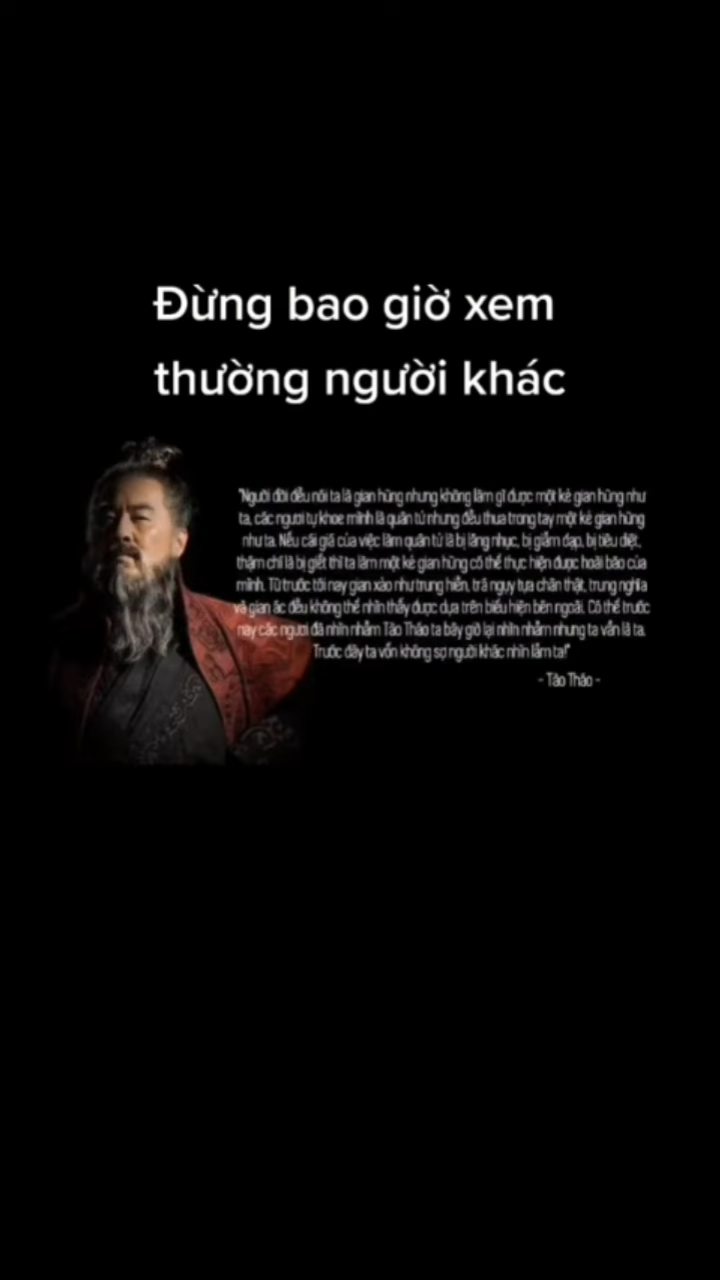 Đừng bao giờ xem
thường người khác
"Người đời đều nói ta là gian hùng nhưng không làm gì được một kẻ gian hùng như
ta, các ngươi tự khoe mình là quân tử nhưng đều thua trong tay một kẻ gian hùng
như ta. Nếu cái giá của việc làm quân tử là bị lăng nhục, bị giẫm đạp, bị tiêu diệt,
thậm chí là bị giết thì ta làm một kẻ gian hùng có thể thực hiện được hoài bão của
mình. Từ trước tới nay gian xảo như trung hiền, trá ngụy tựa chân thật, trung nghĩa
và gian ác đều không thể nhìn thấy được dựa trên biểu hiện bên ngoài. Có thể trước
nay các ngươi đã nhìn nhầm Tào Tháo ta bây giờ lại nhìn nhầm nhưng ta vẫn là ta.
Trước đây ta vốn không sợ người khác nhìn lầm ta!"
- Tào Tháo -